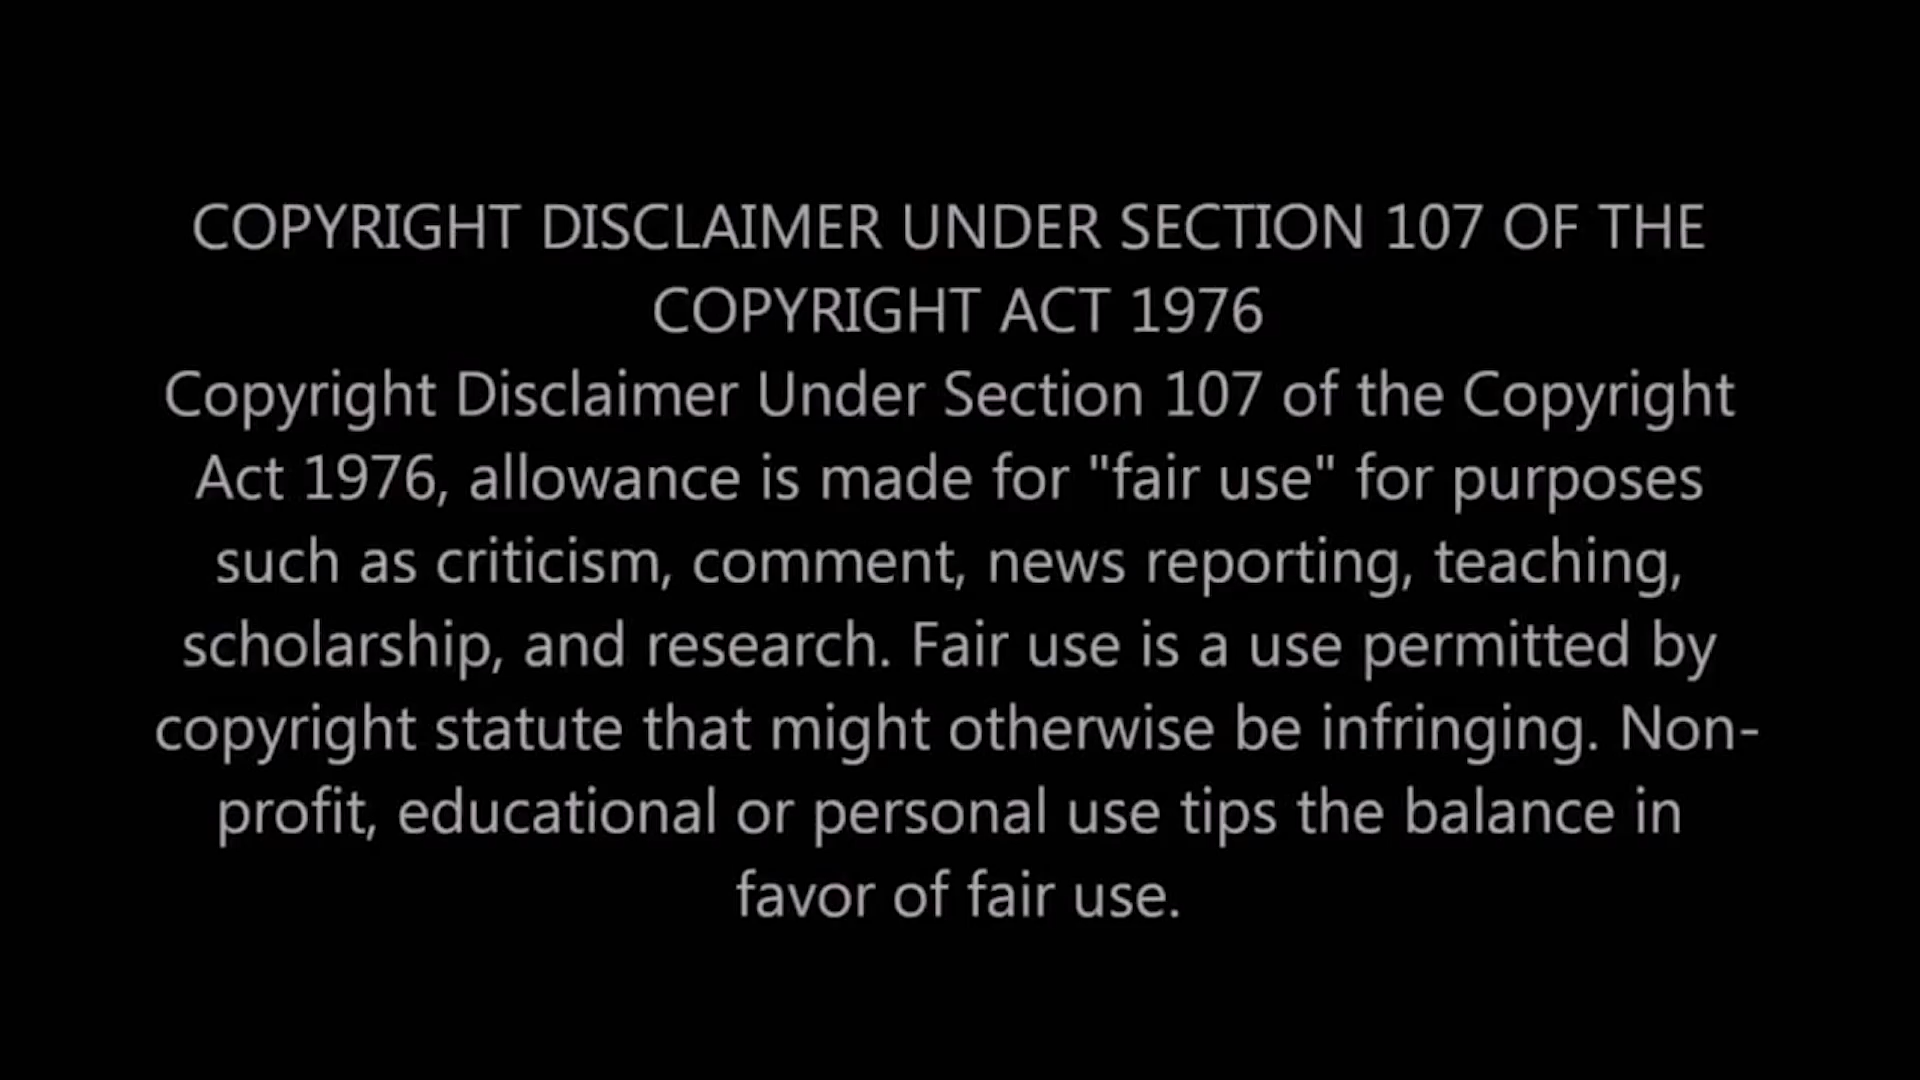 COPYRIGHT DISCLAIMER UNDER SECTION 107 OF THE
COPYRIGHT ACT 1976
Copyright Disclaimer Under Section 107 of the Copyright
Act 1976, allowance is made for "fair use" for purposes
such as criticism, comment, news reporting, teaching,
scholarship, and research. Fair use is a use permitted by
copyright statute that might otherwise be infringing. Non-
profit, educational or personal use tips the balance in
favor of fair use.